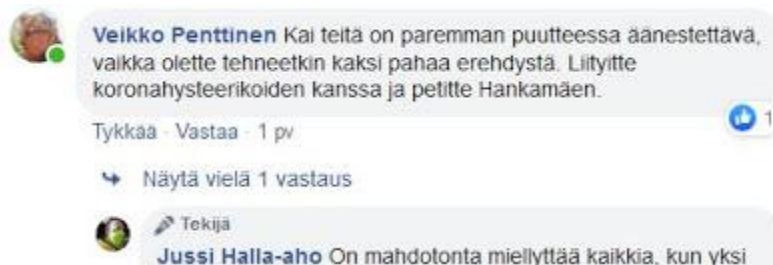 Veikko Penttinen Kai teitä on paremman puutteessa äänestettävä,
vaikka olette tehneetkin kaksi pahaa erehdystä. Liityitte
koronahysteerikoiden kanssa ja petitte Hankamäen.
1
Tykkää · Vastaa · 1 pv
Näytä vielä 1 vastaus
Tekijä
Jussi Halla-aho On mahdotonta miellyttää kaikkia, kun yksi